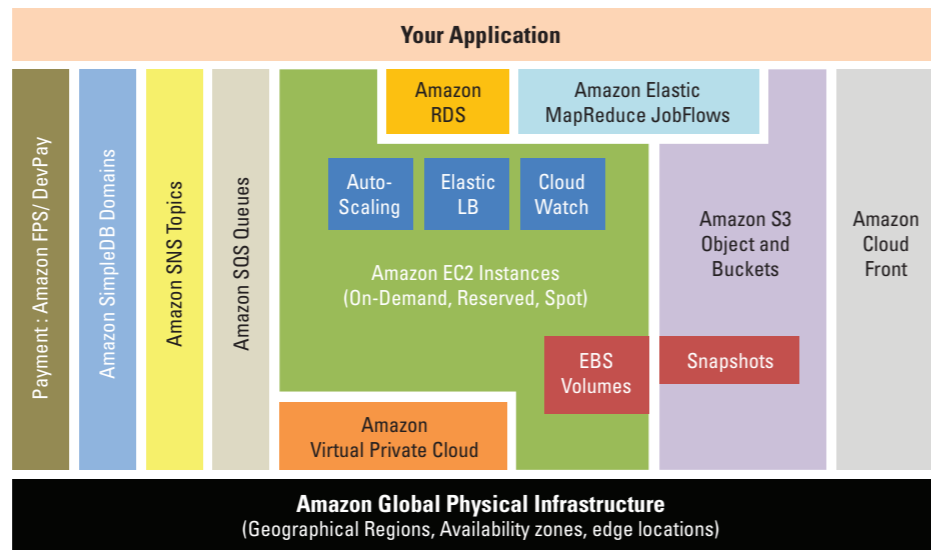 Your Application
Payment : Amazon FPS/ DevPay
Amazon SimpleDB Domains
Amazon SNS Topics
Amazon SQS Queues
Amazon
RDS
Amazon Elastic
MapReduce JobFlows
Auto-
Scaling
Elastic
LB
Cloud
Watch
Amazon EC2 Instances
(On-Demand, Reserved, Spot)
EBS
Volumes
Snapshots
Amazon S3
Object and
Buckets
Amazon
Cloud
Front
Amazon
Virtual Private Cloud
Amazon Global Physical Infrastructure
(Geographical Regions, Availability zones, edge locations)